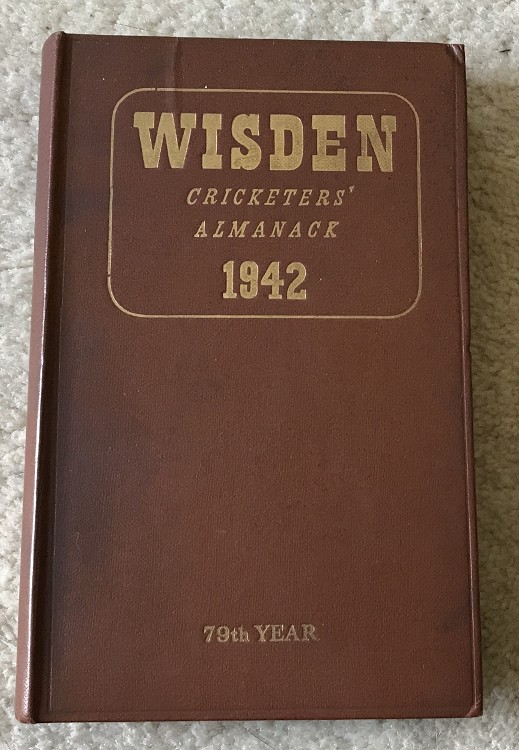 WISDEN
CRICKETERS'
ALMANACK
1942
79th YEAR